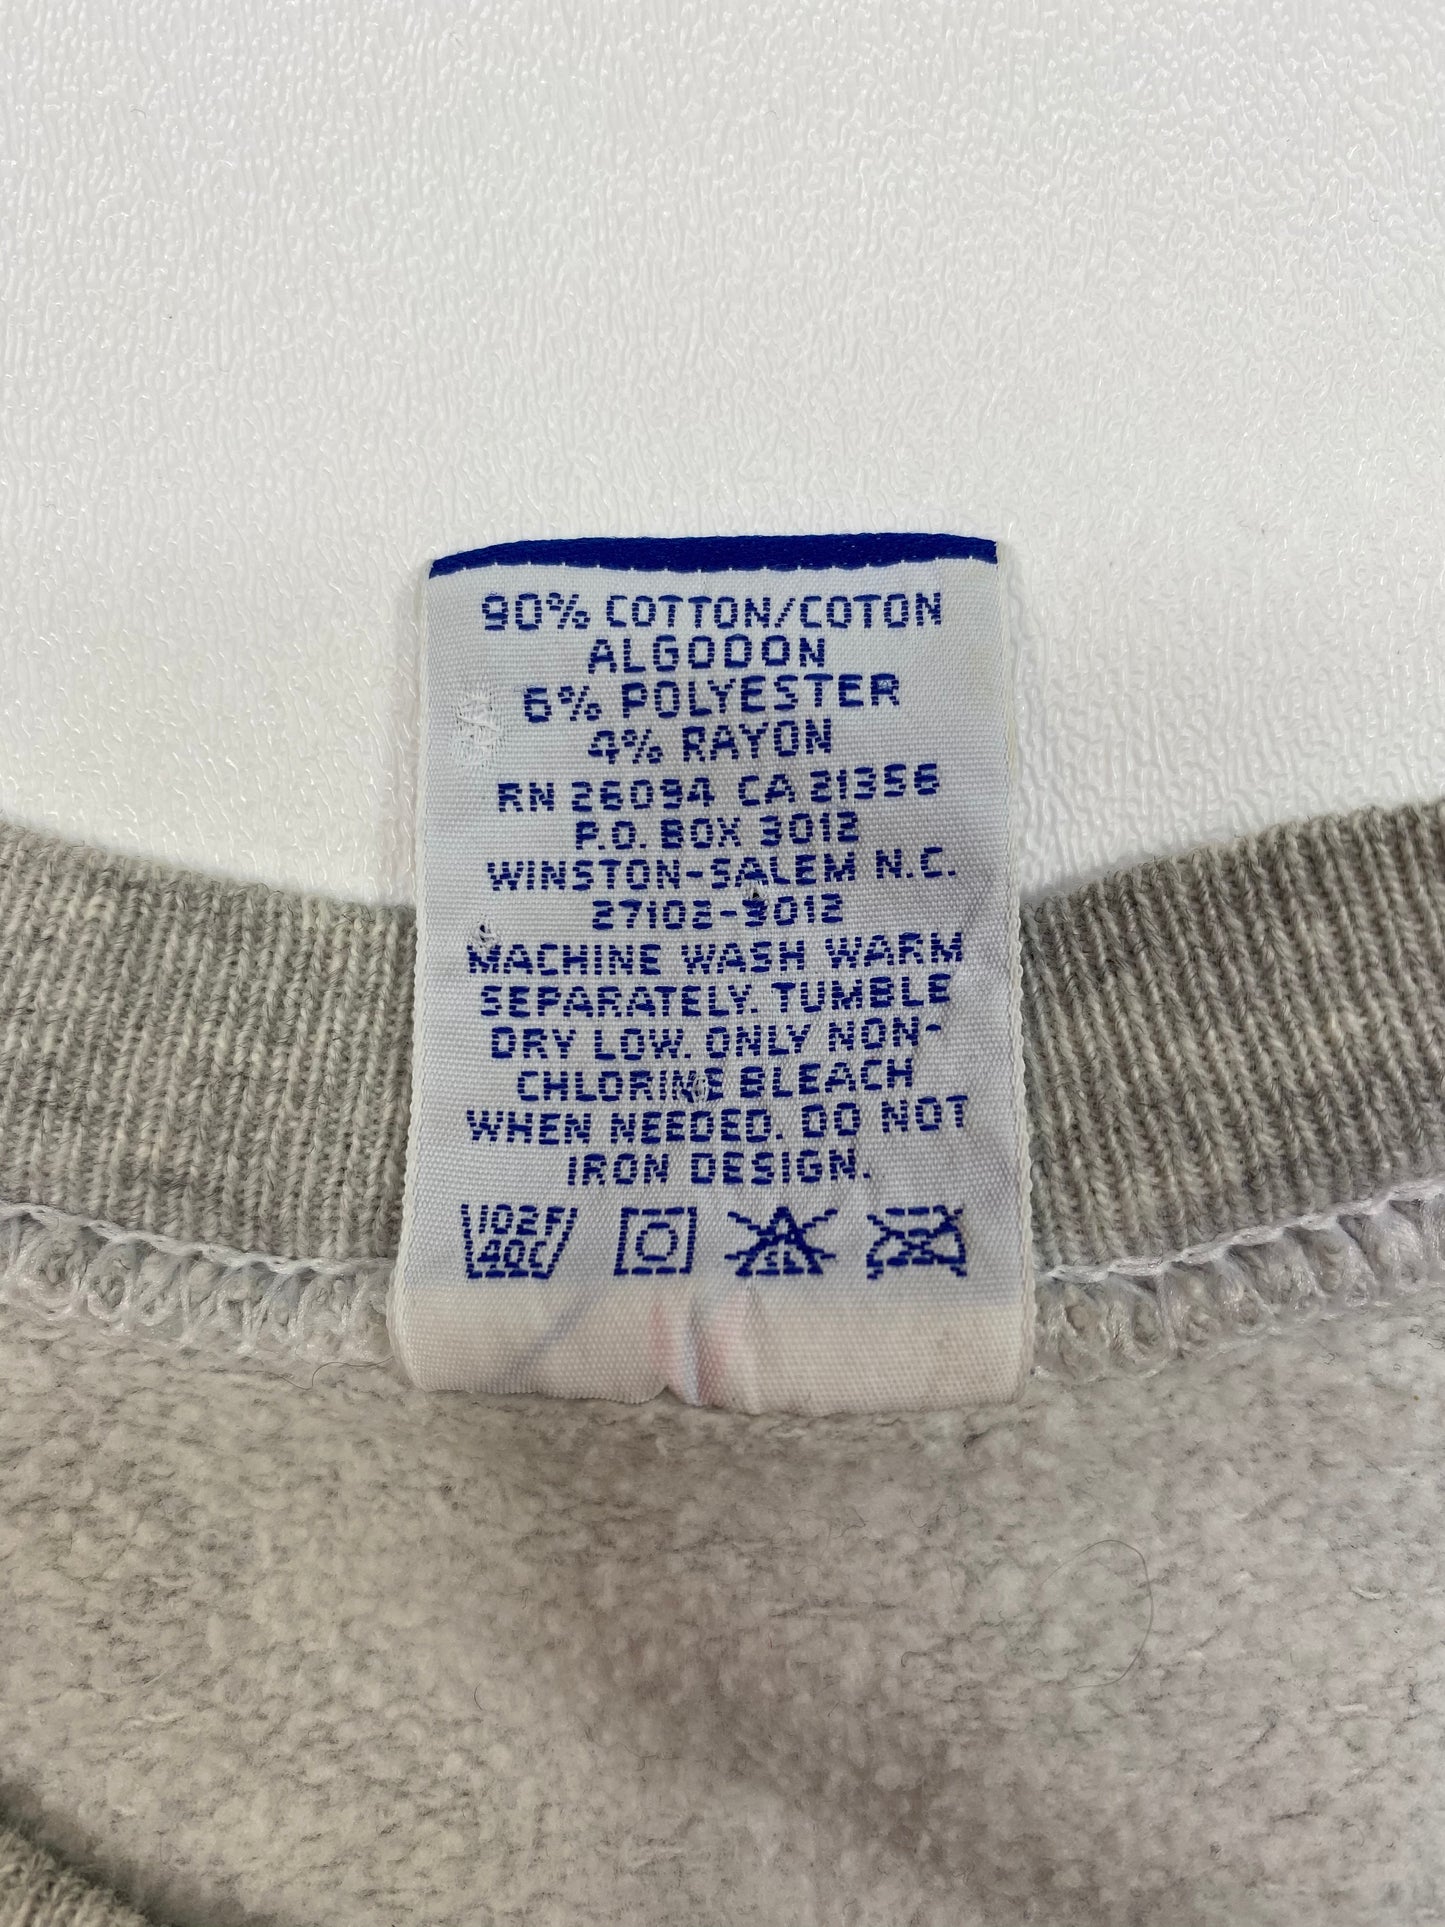 90% COTTON/COTON
ALGODON
6% POLYESTER
4% RAYON
RN 26094 CA 21356
P.O. BOX 3012
WINSTON-SALEM N.C.
27102-3012
MACHINE WASH WARM
SEPARATELY. TUMBLE
DRY LOW. ONLY NON-
CHLORINE BLEACH
WHEN NEEDED. DO NOT
IRON DESIGN.
102F
40C CL